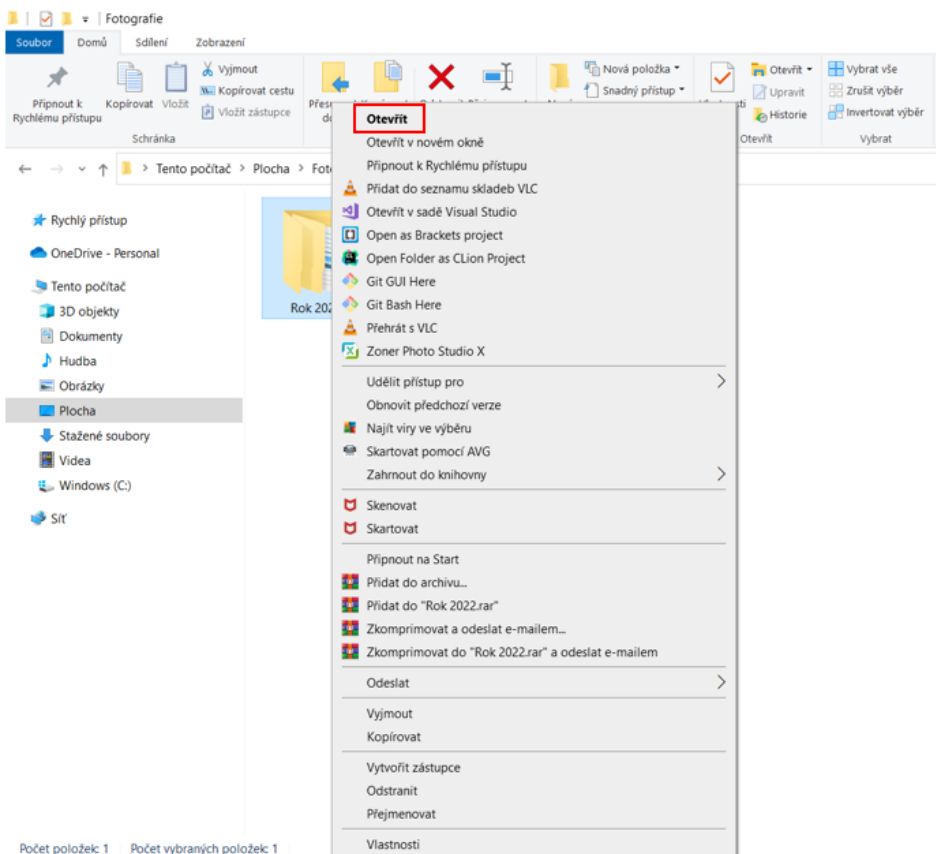 Fotografie
Soubor Domů Sdílení Zobrazení
Připnout k
Rychlému přístupu
Kopírovat
Vložit
Vyjmout
Kopírovat cestu
Vložit zástupce
Schránka
Nová položka
Snadný přístup
Otevřít
Upravit
Historie
Otevřít
Vybrat vše
Zrušit výběr
Invertovat výběr
Vybrat
Tento počítač > Plocha >
Rychlý přístup
OneDrive - Personal
Tento počítač
3D objekty
Dokumenty
Hudba
Obrázky
Plocha
Stažené soubory
Videa
Windows (C:)
Síť
Rok 202
Otevřít
Otevřít v novém okně
Připnout k Rychlému přístupu
Přidat do seznamu skladeb VLC
Otevřít v sadě Visual Studio
Open as Brackets project
Open Folder as CLion Project
Git GUI Here
Git Bash Here
Přehrát s VLC
Zoner Photo Studio X
Udělit přístup pro
Obnovit předchozí verze
Najít viry ve výběru
Skartovat pomocí AVG
Zahrnout do knihovny
Skenovat
Skartovat
Připnout na Start
Přidat do archivu...
Přidat do "Rok 2022.rar"
Zkomprimovat a odeslat e-mailem...
Zkomprimovat do "Rok 2022.rar" a odeslat e-mailem
Odeslat
Vyjmout
Kopírovat
Vytvořit zástupce
Odstranit
Přejmenovat
Vlastnosti
Počet položek: 1 Počet vybraných položek: 1